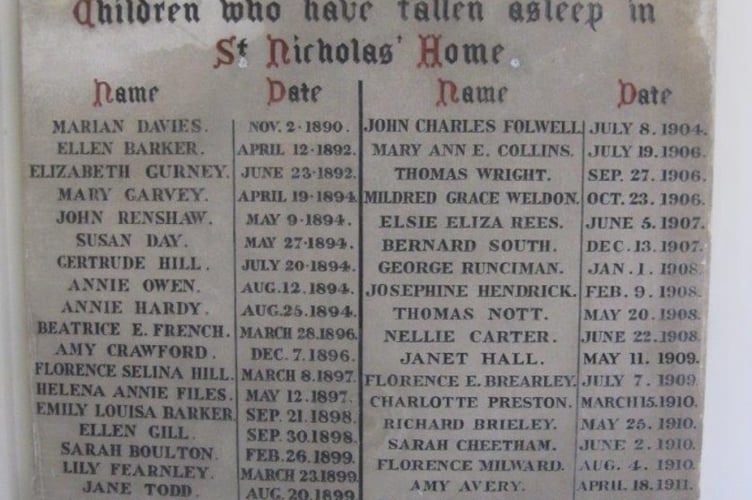 Children who have fallen asleep in
St Nicholas' Home.
Name Date Name Date
MARIAN DAVIES. NOV. 2·1890. JOHN CHARLES FOLWELL JULY 8.1904.
ELLEN BARKER. APRIL 12·1892. MARY ANN E. COLLINS. JULY 19.1906.
ELIZABETH GURNEY. JUNE 23·1892. THOMAS WRIGHT. SEP. 27.1906.
MARY GARVEY. APRIL 19·1894 MILDRED GRACE WELDON. OCT. 23.1906.
JOHN RENSHAW. MAY 9·1894. ELSIE ELIZA REES. JUNE 5.1907.
SUSAN DAY. MAY 27·1894. BERNARD SOUTH. DEC. 13.1907.
GERTRUDE HILL. JULY 20·1894. GEORGE RUNCIMAN. JAN. 1.1908.
ANNIE OWEN. AUG. 12.1894. JOSEPHINE HENDRICK. FEB. 9.1908.
ANNIE HARDY. AUG. 25.1894. THOMAS NOTT. MAY 20.1908.
BEATRICE E. FRENCH. MARCH 28.1896. NELLIE CARTER. JUNE 22.1908.
AMY CRAWFORD. DEC. 7.1896. JANET HALL. MAY 11. 1909.
FLORENCE SELINA HILL. MARCH 8.1897. FLORENCE E. BREARLEY. JULY 7. 1909.
HELENA ANNIE FILES. MAY 12.1897. CHARLOTTE PRESTON. MARCH 15.1910.
EMILY LOUISA BARKER. SEP. 21.1898. RICHARD BRIELEY. MAY 25. 1910.
ELLEN GILL. SEP. 30.1898. SARAH CHEETHAM. JUNE 2. 1910.
SARAH BOULTON. FEB. 26.1899. FLORENCE MILWARD. AUG. 4. 1910.
LILY FEARNLEY. MARCH 23.1899. AMY AVERY. APRIL 18.1911.
JANE TODD. AUG. 20.1899